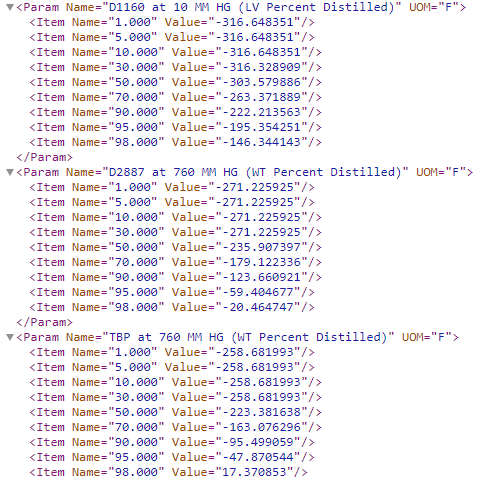 ▼<Param Name="D1160 at 10 MM HG (LV Percent Distilled)" UOM="F">
<Item Name="1.000" Value="-316.648351"/>
<Item Name="5.000" Value="-316.648351"/>
<Item Name="10.000" Value="-316.648351"/>
<Item Name="30.000" Value="-316.328909"/>
<Item Name="50.000" Value="-303.579886"/>
<Item Name="70.000" Value="-263.371889"/>
<Item Name="90.000" Value="-222.213563"/>
<Item Name="95.000" Value="-195.354251"/>
<Item Name="98.000" Value="-146.344143"/>
</Param>
▼<Param Name="D2887 at 760 MM HG (WT Percent Distilled)" UOM="F">
<Item Name="1.000" Value="-271.225925"/>
<Item Name="5.000" Value="-271.225925"/>
<Item Name="10.000" Value="-271.225925"/>
<Item Name="30.000" Value="-271.225925"/>
<Item Name="50.000" Value="-235.907397"/>
<Item Name="70.000" Value="-179.122336"/>
<Item Name="90.000" Value="-123.660921"/>
<Item Name="95.000" Value="-59.404677"/>
<Item Name="98.000" Value="-20.464747"/>
</Param>
▼<Param Name="TBP at 760 MM HG (WT Percent Distilled)" UOM="F">
<Item Name="1.000" Value="-258.681993"/>
<Item Name="5.000" Value="-258.681993"/>
<Item Name="10.000" Value="-258.681993"/>
<Item Name="30.000" Value="-258.681993"/>
<Item Name="50.000" Value="-223.381638"/>
<Item Name="70.000" Value="-163.076296"/>
<Item Name="90.000" Value="-95.499059"/>
<Item Name="95.000" Value="-47.870544"/>
<Item Name="98.000" Value="17.370853"/>